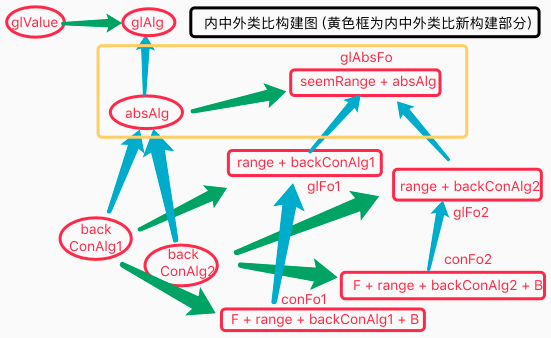 glValue
glAlg
内中外类比构建图 (黄色框为内中外类比新构建部分)
glAbsFo
seemRange + absAlg
absAlg
range + backConAlg1
glFo1
range + backConAlg2
glFo2
back
ConAlg1
back
ConAlg2
conFo2
F + range + backConAlg2 + B
conFo1
F + range + backConAlg1 + B